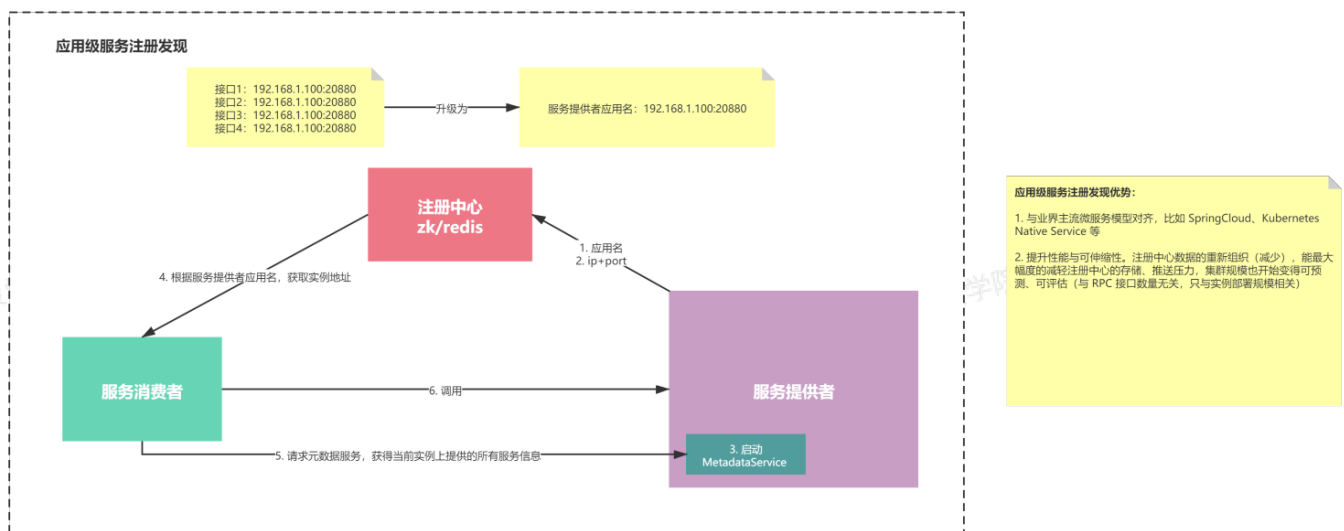 应用级服务注册发现
接口1：192.168.1.100:20880
接口2：192.168.1.100:20880
接口3：192.168.1.100:20880
接口4：192.168.1.100:20880
升级为
服务提供者应用名：192.168.1.100:20880
注册中心
zk/redis
1. 应用名
2. ip+port
4. 根据服务提供者应用名，获取实例地址
服务消费者
6. 调用
服务提供者
3. 启动
MetadataService
5. 请求元数据服务，获得当前实例上提供的所有服务信息
应用级服务注册发现优势：
1. 与业界主流微服务模型对齐，比如 SpringCloud、Kubernetes
Native Service 等
2. 提升性能与可伸缩性。注册中心数据的重新组织（减少），能最大
幅度的减轻注册中心的存储、推送压力，集群规模也开始变得可预
测、可评估（与 RPC 接口数量无关，只与实例部署规模相关）
学院